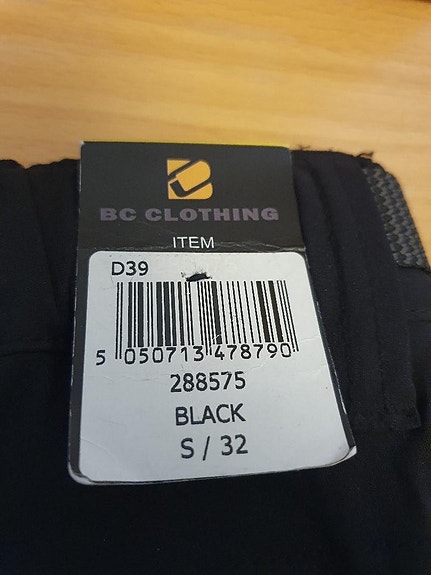 BC CLOTHING
ITEM
D39
5 050713 478790
288575
BLACK
S / 32